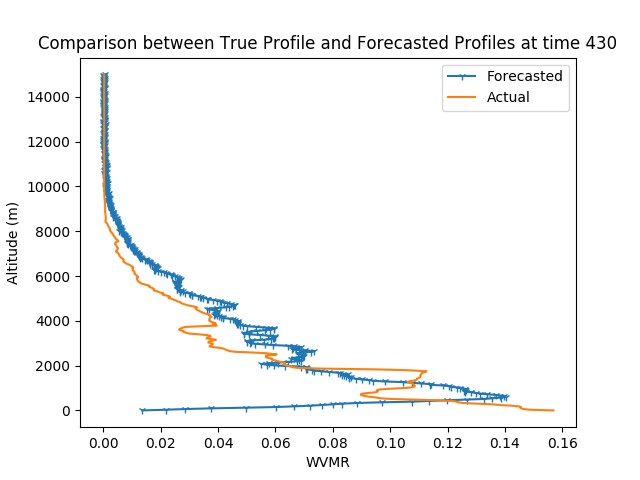 Comparison between True Profile and Forecasted Profiles at time 430
Forecasted
Actual
14000
12000
10000
8000
6000
4000
2000
0
Altitude (m)
0.00 0.02 0.04 0.06 0.08 0.10 0.12 0.14 0.16
WVMR